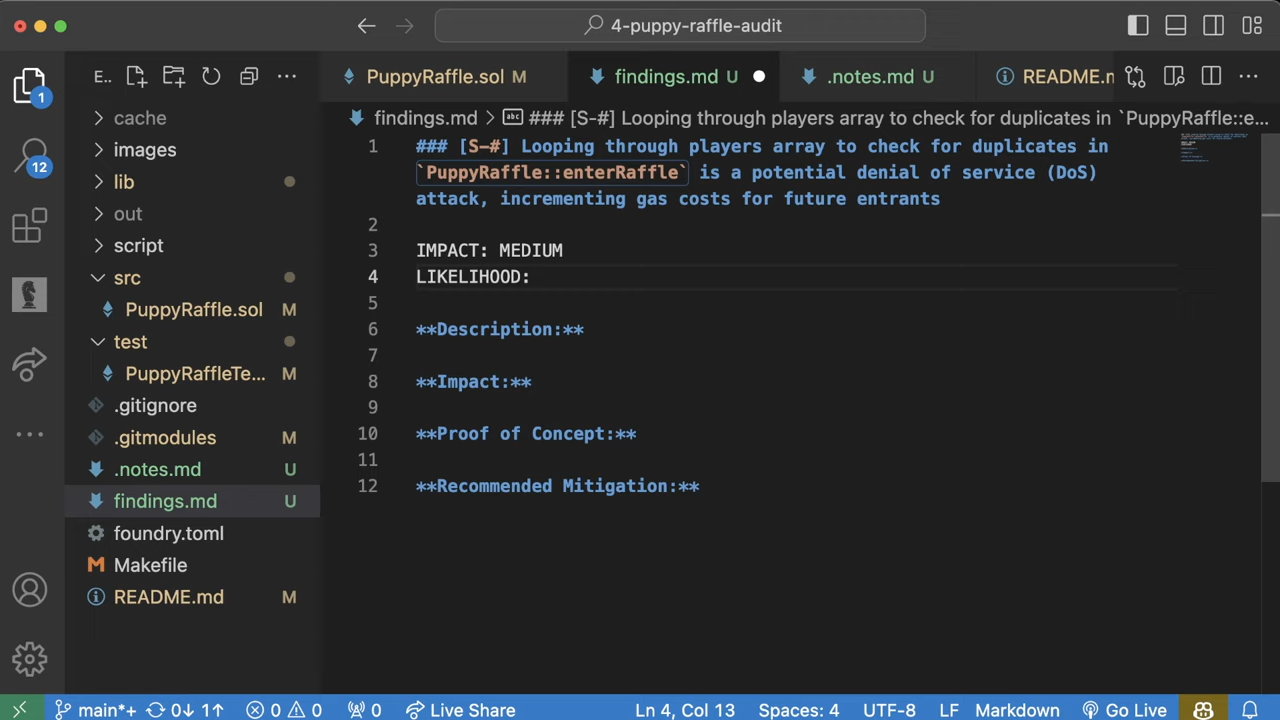 4-puppy-raffle-audit
E..
PuppyRaffle.sol M
findings.md U
.notes.md U
README.m
1
12
findings.md > ### [S-#] Looping through players array to check for duplicates in `PuppyRaffle::e...
cache
images
lib
out
script
src
PuppyRaffle.sol M
test
PuppyRaffleTe... M
.gitignore
.gitmodules M
.notes.md U
findings.md U
foundry.toml
Makefile
README.md M
1 ### [S-#] Looping through players array to check for duplicates in
`PuppyRaffle::enterRaffle` is a potential denial of service (DoS)
attack, incrementing gas costs for future entrants
2
3 IMPACT: MEDIUM
4 LIKELIHOOD:
5
6 **Description:**
7
8 **Impact:**
9
10 **Proof of Concept:**
11
12 **Recommended Mitigation:**
main*+ 0↓ 1↑ 0 0 0 Live Share Ln 4, Col 13 Spaces: 4 UTF-8 LF Markdown Go Live